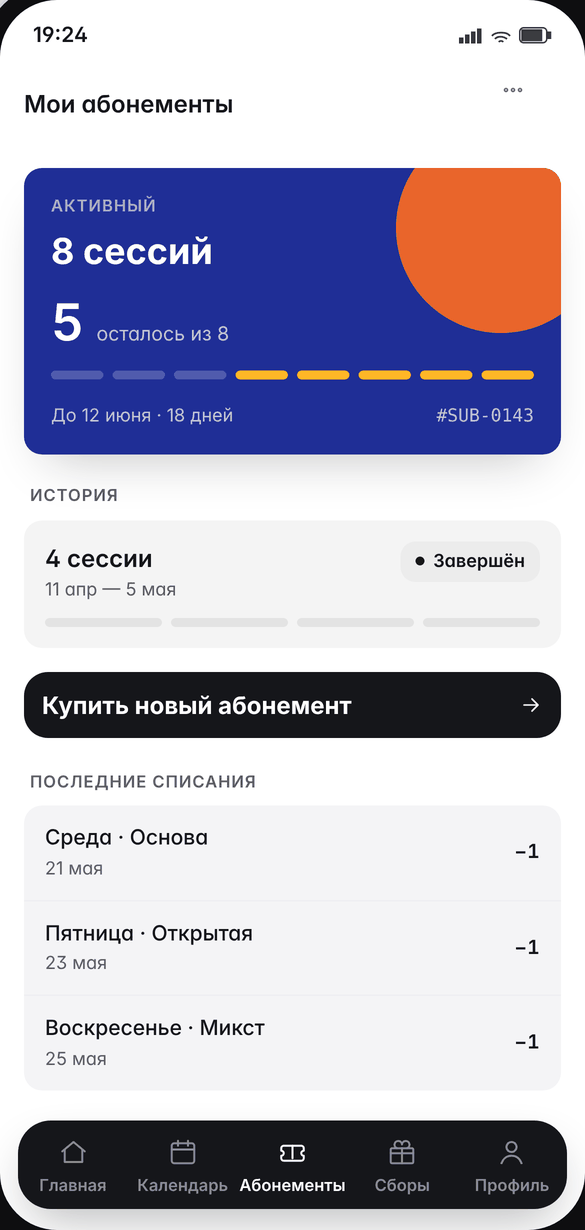 19:24
Мои абонементы
АКТИВНЫЙ
8 сессий
5 осталось из 8
До 12 июня · 18 дней #SUB-0143
ИСТОРИЯ
4 сессии
Завершён
11 апр — 5 мая
Купить новый абонемент →
ПОСЛЕДНИЕ СПИСАНИЯ
Среда · Основа
21 мая
−1
Пятница · Открытая
23 мая
−1
Воскресенье · Микст
25 мая
−1
Главная Календарь Абонементы Сборы Профиль